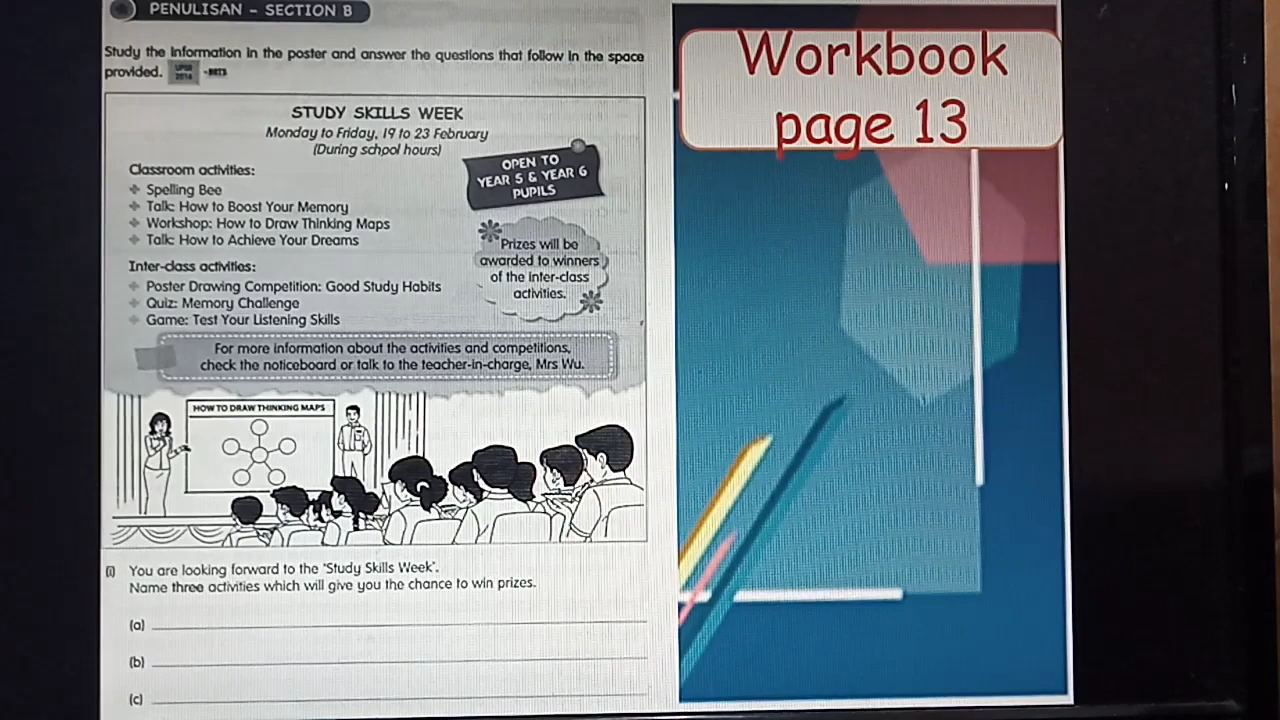 PENULISAN - SECTION B
Study the information in the poster and answer the questions that follow in the space
provided. UPSR 2016 - BITS
STUDY SKILLS WEEK
Monday to Friday, 19 to 23 February
(During school hours)
OPEN TO
YEAR 5 & YEAR 6
PUPILS
Classroom activities:
Spelling Bee
Talk: How to Boost Your Memory
Workshop: How to Draw Thinking Maps
Talk: How to Achieve Your Dreams
Prizes will be
awarded to winners
of the inter-class
activities.
Inter-class activities:
Poster Drawing Competition: Good Study Habits
Quiz: Memory Challenge
Game: Test Your Listening Skills
For more information about the activities and competitions,
check the noticeboard or talk to the teacher-in-charge, Mrs Wu.
HOW TO DRAW THINKING MAPS
(i) You are looking forward to the 'Study Skills Week'.
Name three activities which will give you the chance to win prizes.
(a)
(b)
(c)
Workbook
page 13